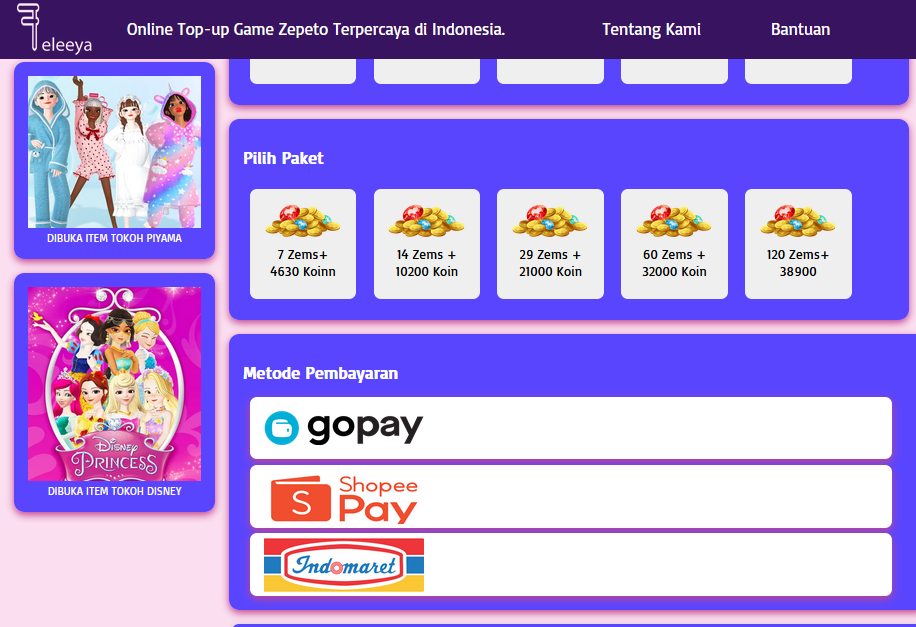 eleeya
Online Top-up Game Zepeto Terpercaya di Indonesia.
Tentang Kami
Bantuan
DIBUKA ITEM TOKOH PIYAMA
Disney
PRINCESS
DIBUKA ITEM TOKOH DISNEY
Pilih Paket
7 Zems+
4630 Koinn
14 Zems +
10200 Koin
29 Zems +
21000 Koin
60 Zems +
32000 Koin
120 Zems+
38900
Metode Pembayaran
gopay
S
Shopee
Pay
Indomaret